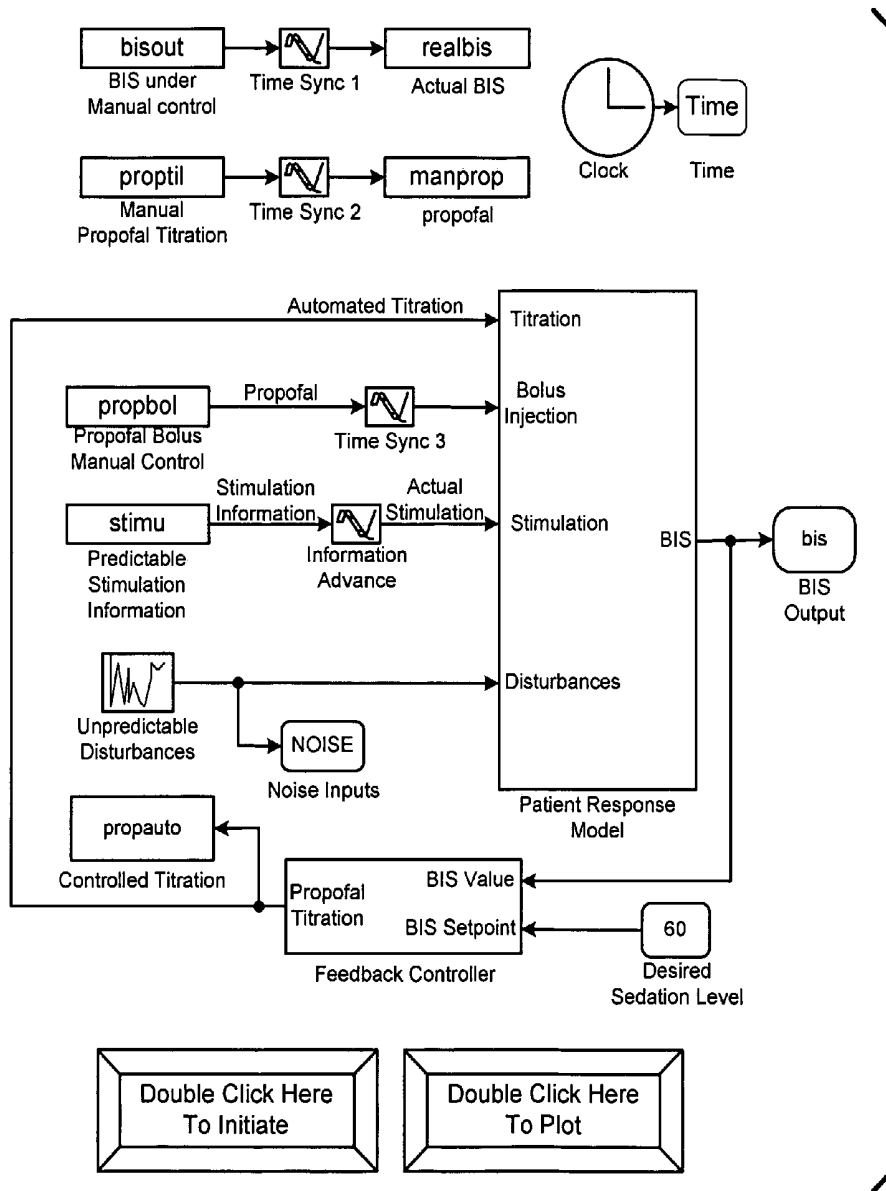 bisout
BIS under
Manual control
Time Sync 1
realbis
Actual BIS
Clock
Time
Time
proptil
Manual
Propofal Titration
Time Sync 2
manprop
propofal
Automated Titration
Titration
propbol
Propofal Bolus
Manual Control
Propofal
Time Sync 3
Bolus
Injection
stimu
Predictable
Stimulation
Information
Stimulation
Information
Information
Advance
Actual
Stimulation
Stimulation
BIS
bis
BIS
Output
Unpredictable
Disturbances
Disturbances
NOISE
Noise Inputs
Patient Response
Model
propauto
Controlled Titration
Propofal
Titration
BIS Value
BIS Setpoint
Feedback Controller
60
Desired
Sedation Level
Double Click Here
To Initiate
Double Click Here
To Plot